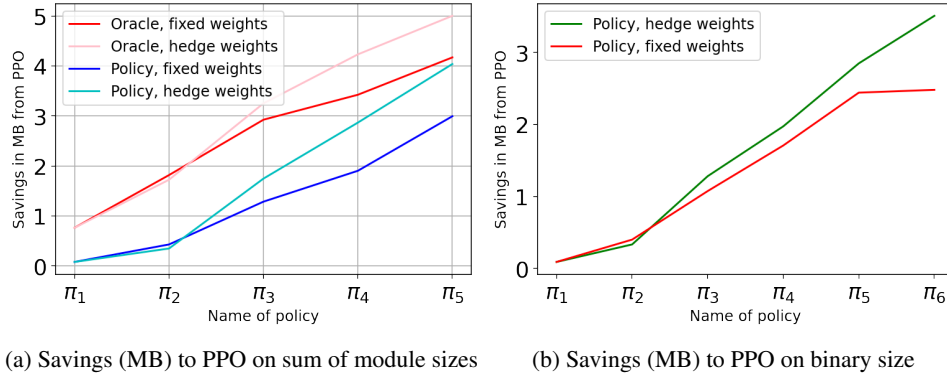 Oracle, fixed weights
Oracle, hedge weights
Policy, fixed weights
Policy, hedge weights
Savings in MB from PPO
5
4
3
2
1
0
π1 π2 π3 π4 π5
Name of policy
(a) Savings (MB) to PPO on sum of module sizes
Policy, hedge weights
Policy, fixed weights
Savings in MB from PPO
3
2
1
0
π1 π2 π3 π4 π5 π6
Name of policy
(b) Savings (MB) to PPO on binary size